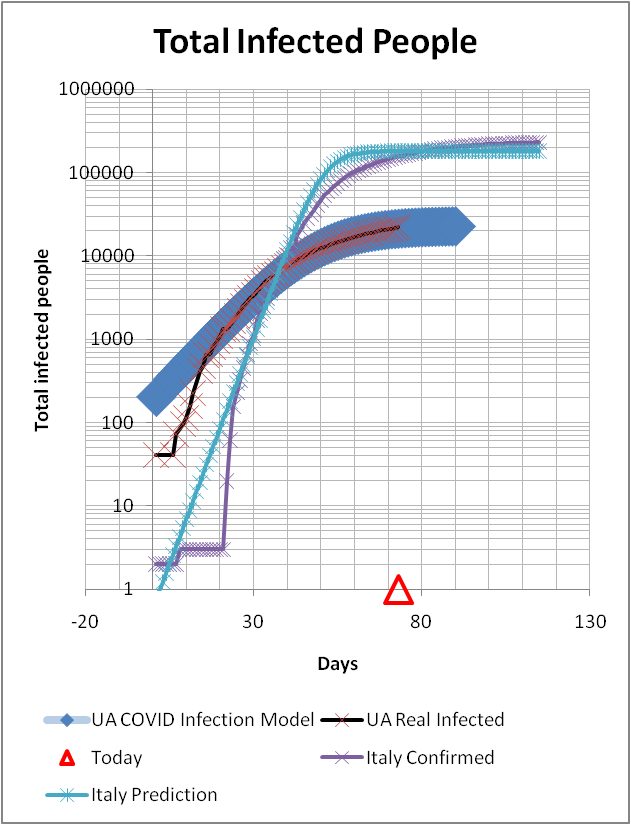 Total Infected People
1000000
100000
10000
1000
100
10
1
Total infected people
-20 30 80 130
Days
UA COVID Infection Model UA Real Infected
Today Italy Confirmed
Italy Prediction